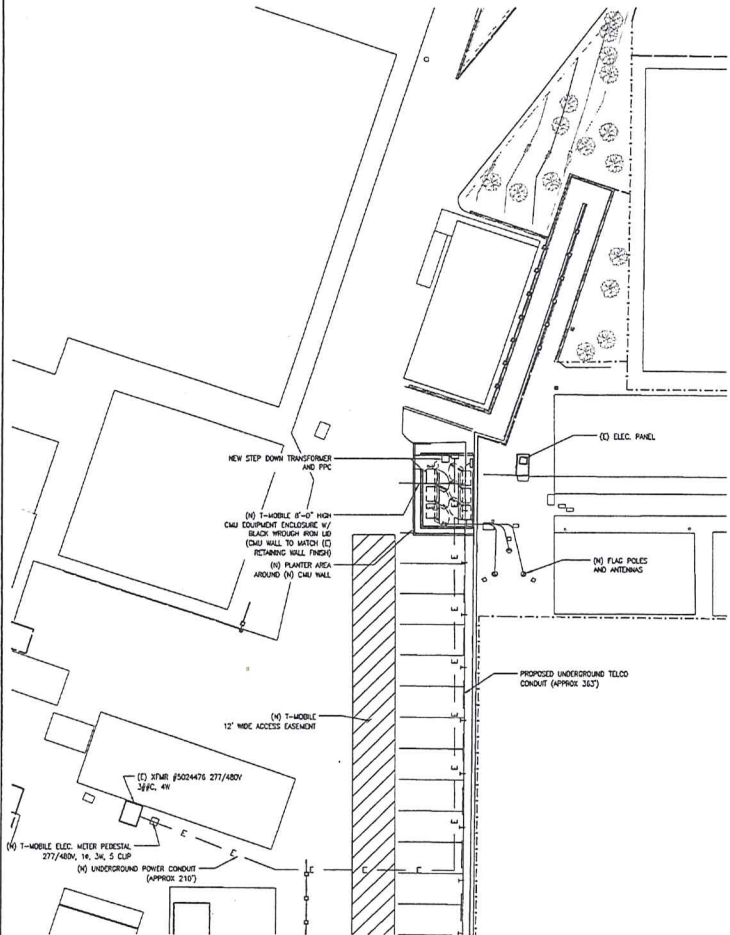 (E) ELEC. PANEL
NEW STEP DOWN TRANSFORMER
AND PPC
(N) T-MOBILE 8'-0" HIGH
CMU EQUIPMENT ENCLOSURE W/
BLACK WROUGH IRON LID
(CMU WALL TO MATCH (E)
RETAINING WALL FINISH)
(N) PLANTER AREA
AROUND (N) CMU WALL
(N) FLAG POLES
AND ANTENNAS
PROPOSED UNDERGROUND TELCO
CONDUIT (APPROX 363')
(N) T-MOBILE
12' WIDE ACCESS EASEMENT
(E) XFMR #5024476 277/480V
4W
(N) T-MOBILE ELEC. METER PEDESTAL
277/480V, 1ø, 3W, 5 CLIP
(N) UNDERGROUND POWER CONDUIT
(APPROX 210')
E
E
E
E
E
E
E
E
E
E
E
E